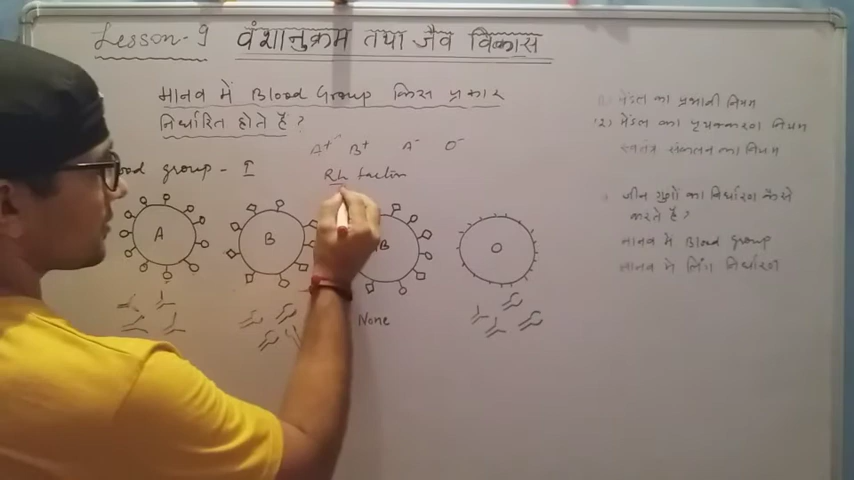 Lesson-9 वंशानुक्रम तथा जैव विकास
मानव में Blood Group किस प्रकार
निर्धारित होते हैं ?
A+ B+ A- O-
ood group - I
Rh factor
A
B
B
O
None
मेंडल का प्रभावी नियम
(2) मेंडल का पृथक्करण नियम
स्वतंत्र संकलन का नियम
जीन गुणों का निर्धारण कैसे
करते हैं ?
मानव में Blood group
मानव में लिंग निर्धारण